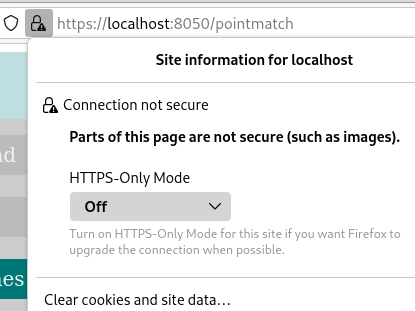 https://localhost:8050/pointmatch
Site information for localhost
Connection not secure
Parts of this page are not secure (such as images).
HTTPS-Only Mode
Off
Turn on HTTPS-Only Mode for this site if you want Firefox to
upgrade the connection when possible.
Clear cookies and site data…